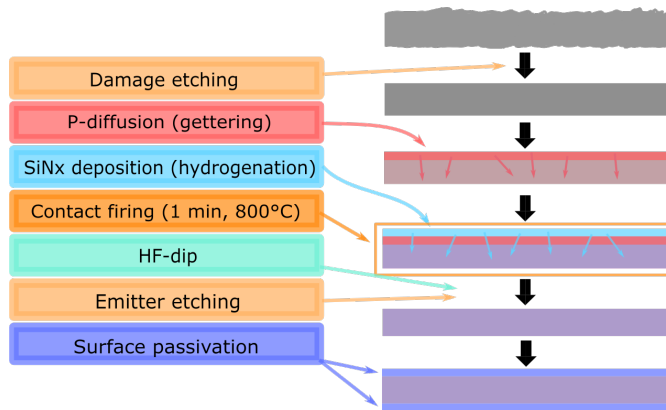 Damage etching
P-diffusion (gettering)
SiNx deposition (hydrogenation)
Contact firing (1 min, 800°C)
HF-dip
Emitter etching
Surface passivation